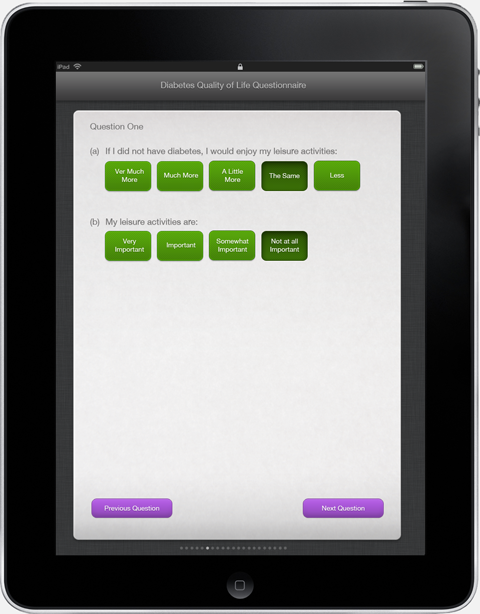 iPad
Diabetes Quality of Life Questionnaire
Question One
(a) If I did not have diabetes, I would enjoy my leisure activities:
Ver Much
More
Much More
A Little
More
The Same
Less
(b) My leisure activities are:
Very
Important
Important
Somewhat
Important
Not at all
Important
Previous Question
Next Question